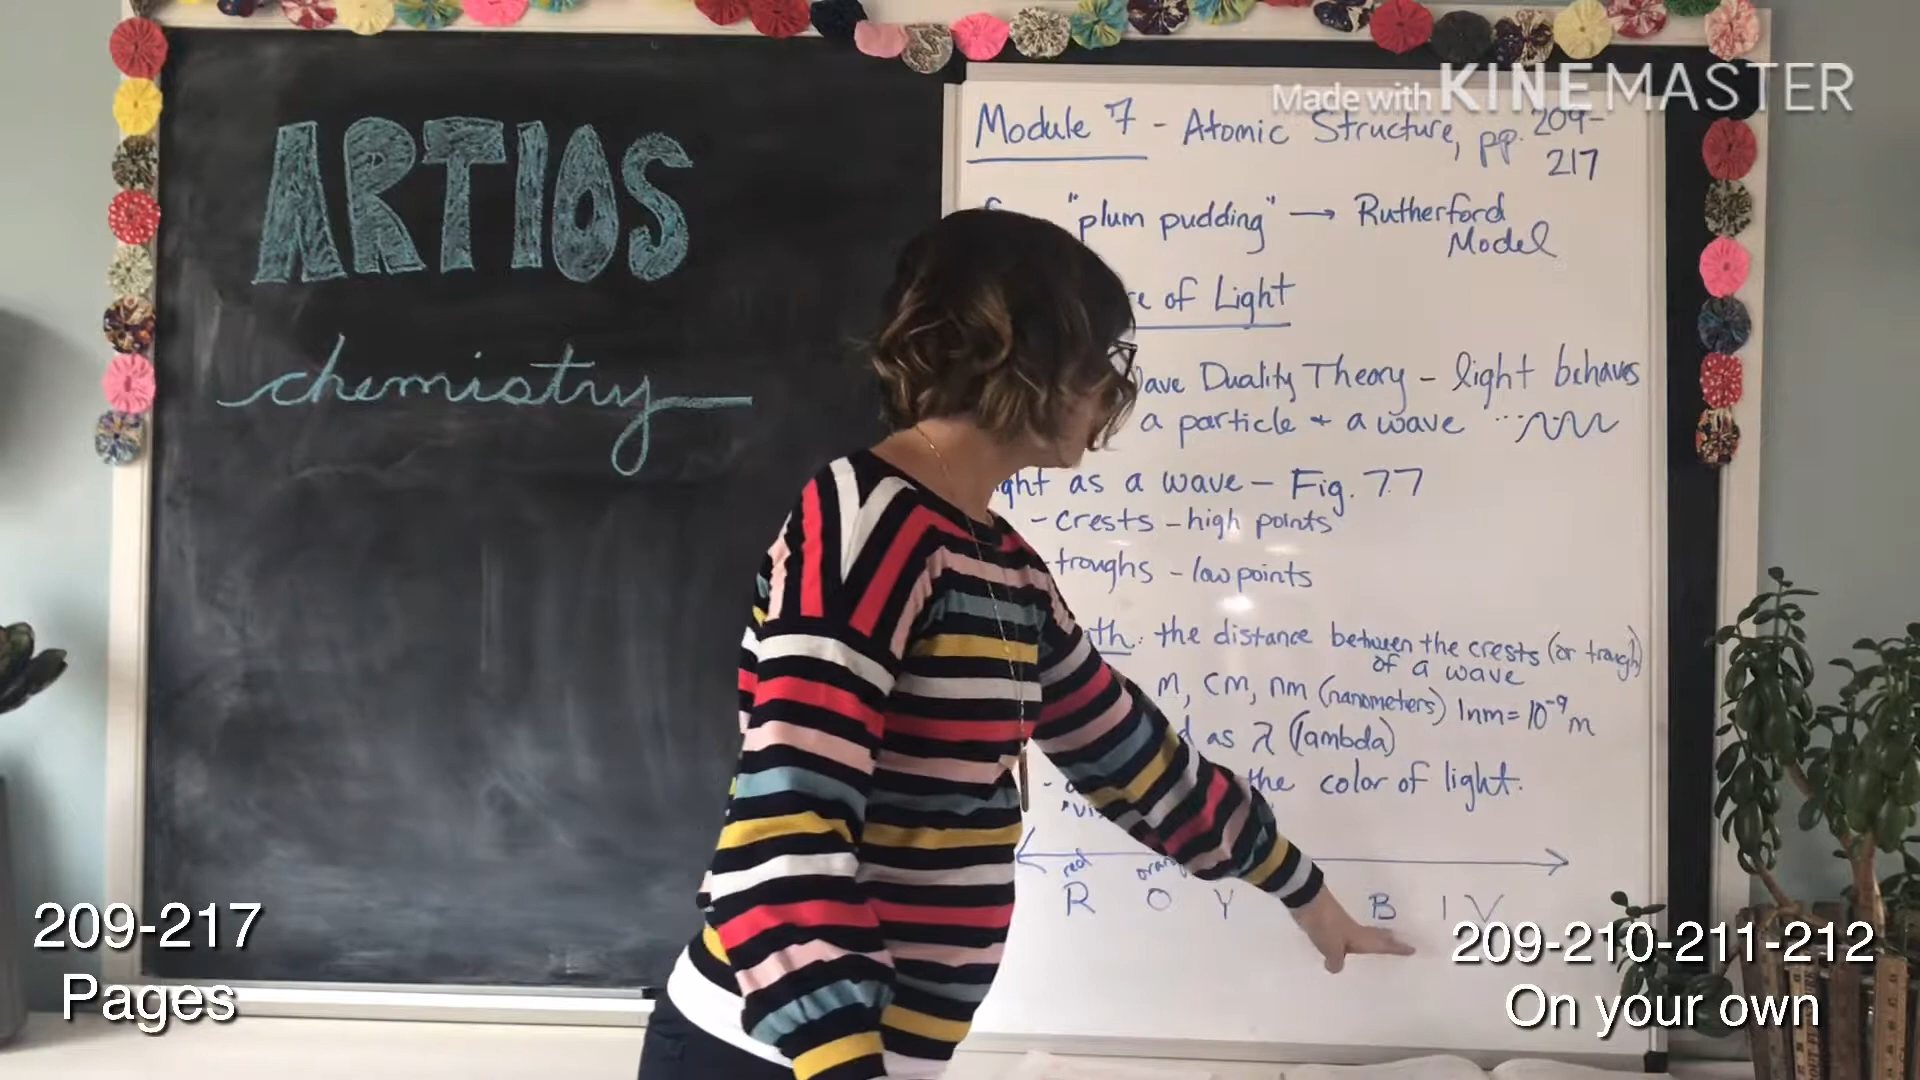 Made with KINEMASTER
ARTIOS
chemistry
Module 7 - Atomic Structure, pp. 209-
217
"plum pudding" → Rutherford
Model
of Light
Duality Theory - light behaves
a particle + a wave
as a wave - Fig. 7.7
- crests - high points
troughs - low points
the distance between the crests (or trough)
of a wave
m, cm, nm (nanometers) 1nm = 10⁻⁹ m
as λ (lambda)
the color of light.
red
R O Y B I V
209-217
Pages
209-210-211-212
On your own